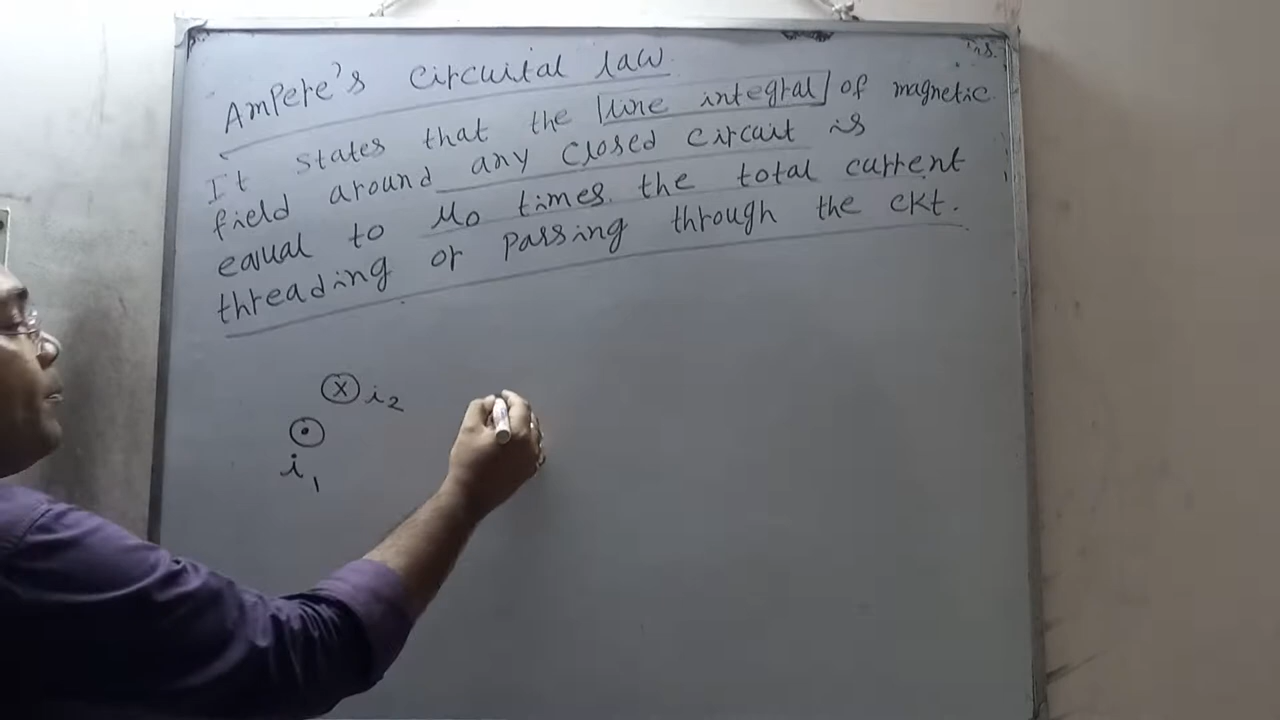 Ampere's circuital law
It states that the line integral of magnetic
field around any closed circuit is
equal to μ0 times the total current
threading or passing through the ckt.
x i2
i1